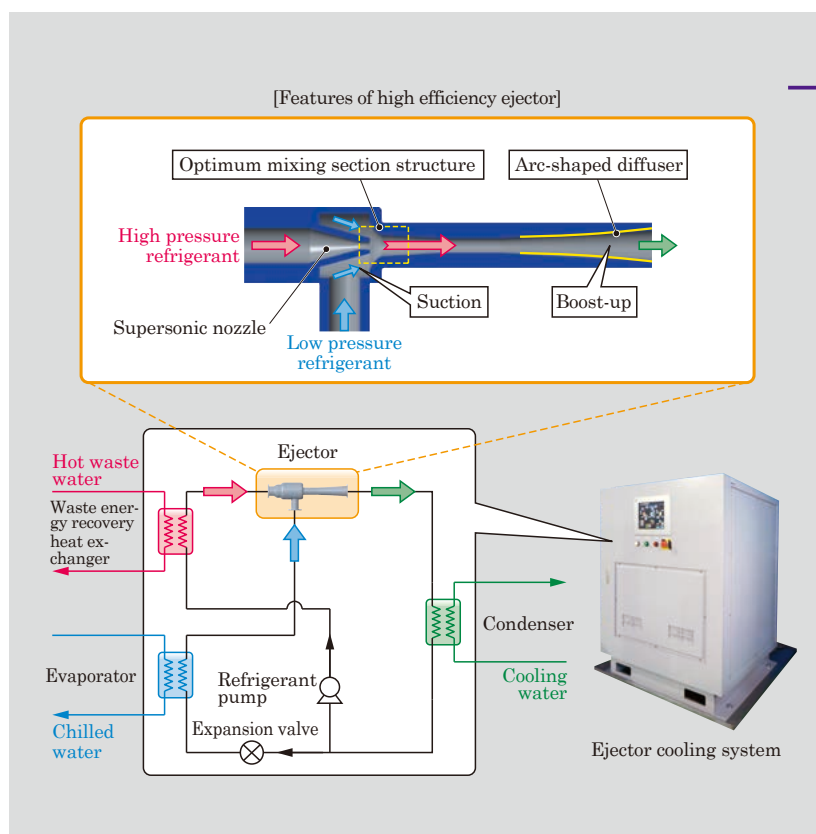 [Features of high efficiency ejector]
Optimum mixing section structure
Arc-shaped diffuser
High pressure
refrigerant
Supersonic nozzle
Suction
Boost-up
Low pressure
refrigerant
Ejector
Hot waste
water
Waste ener-
gy recovery
heat ex-
changer
Evaporator
Chilled
water
Refrigerant
pump
Expansion valve
Condenser
Cooling
water
Ejector cooling system